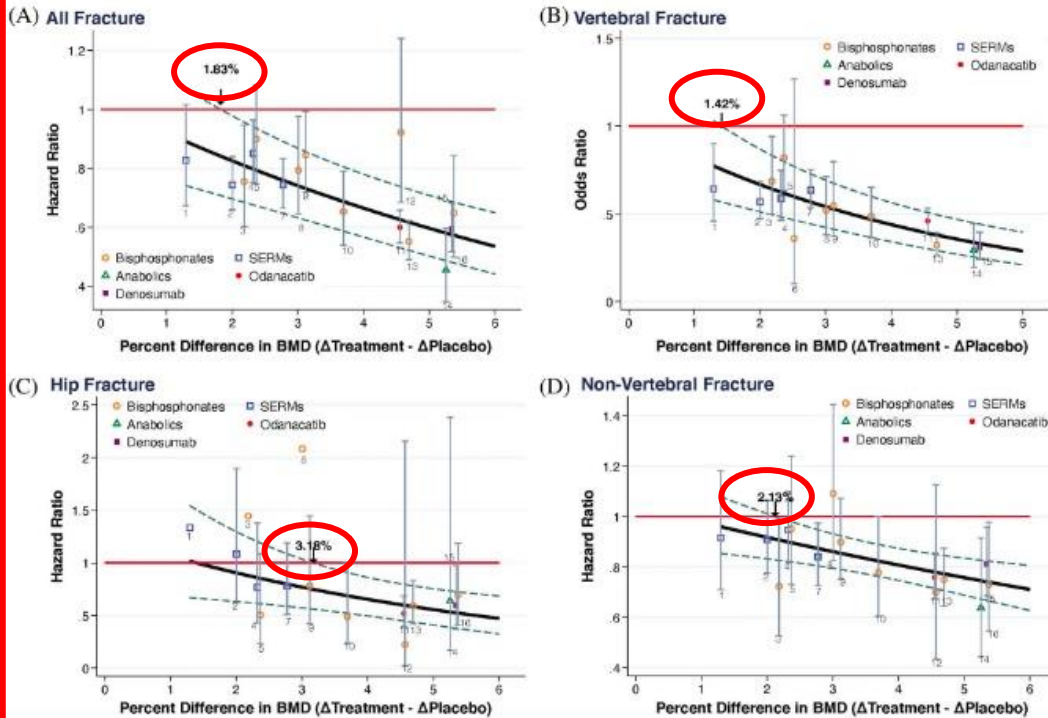 (A) All Fracture
1.2
1
.8
.6
.4
Hazard Ratio
1.83%
Bisphosphonates
SERMs
Anabolics
Odanacatib
Denosumab
0 1 2 3 4 5 6
Percent Difference in BMD (ΔTreatment - ΔPlacebo)
(B) Vertebral Fracture
1.5
1
.5
0
Odds Ratio
1.42%
Bisphosphonates
SERMs
Anabolics
Odanacatib
Denosumab
0 1 2 3 4 5 6
Percent Difference in BMD (ΔTreatment - ΔPlacebo)
(C) Hip Fracture
2.5
2
1.5
1
.5
0
Hazard Ratio
3.18%
Bisphosphonates
SERMs
Anabolics
Odanacatib
Denosumab
0 1 2 3 4 5 6
Percent Difference in BMD (ΔTreatment - ΔPlacebo)
(D) Non-Vertebral Fracture
1.4
1.2
1
.8
.6
.4
Hazard Ratio
2.13%
Bisphosphonates
SERMs
Anabolics
Odanacatib
Denosumab
0 1 2 3 4 5 6
Percent Difference in BMD (ΔTreatment - ΔPlacebo)